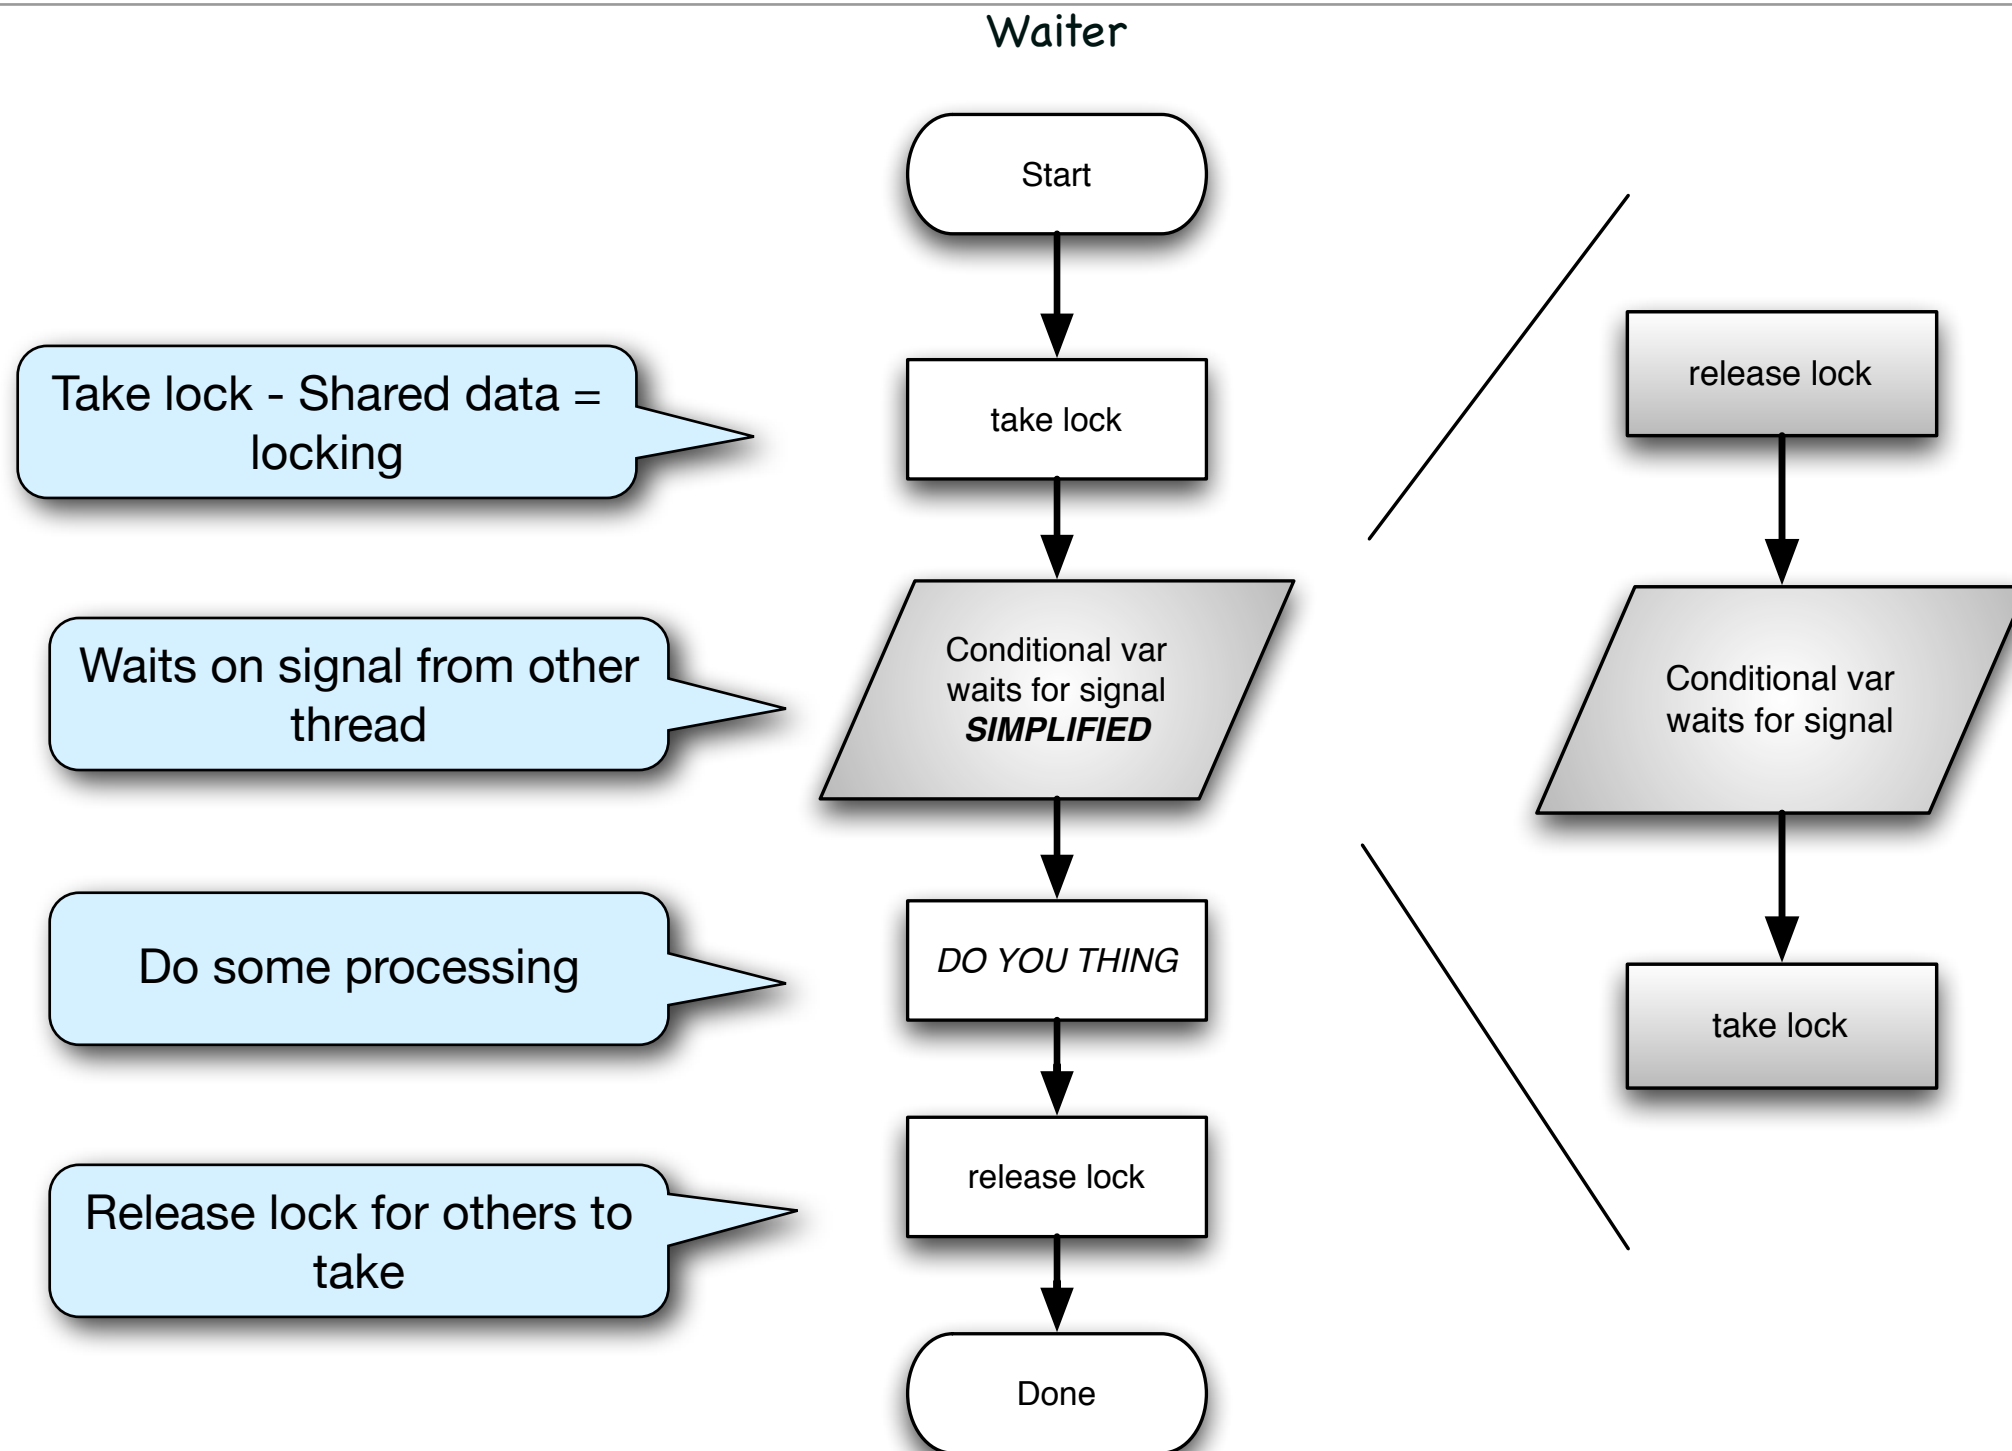 Waiter
Start
Take lock - Shared data =
locking
take lock
release lock
Waits on signal from other
thread
Conditional var
waits for signal
SIMPLIFIED
Conditional var
waits for signal
Do some processing
DO YOU THING
take lock
Release lock for others to
take
release lock
Done